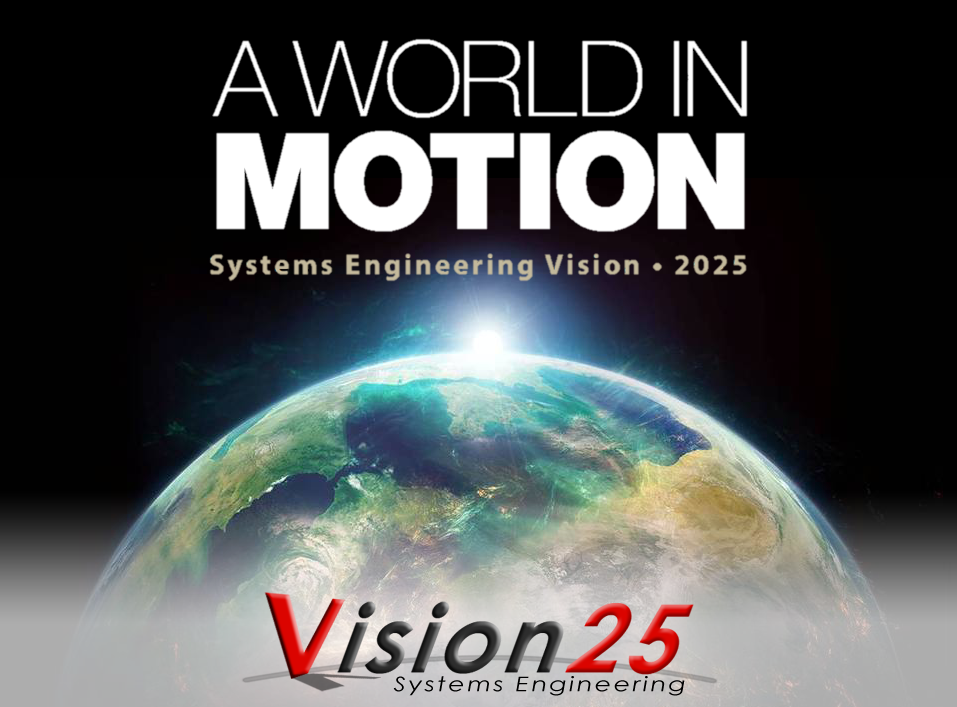 A WORLD IN
MOTION
Systems Engineering Vision • 2025
Vision25
Systems Engineering